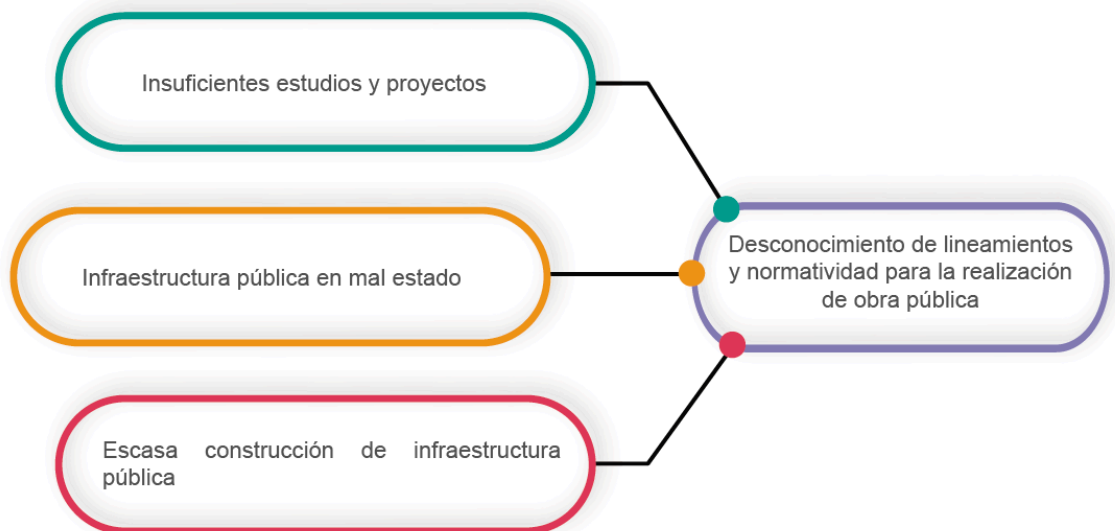 Insuficientes estudios y proyectos
Infraestructura pública en mal estado
Escasa construcción de infraestructura
pública
Desconocimiento de lineamientos
y normatividad para la realización
de obra pública